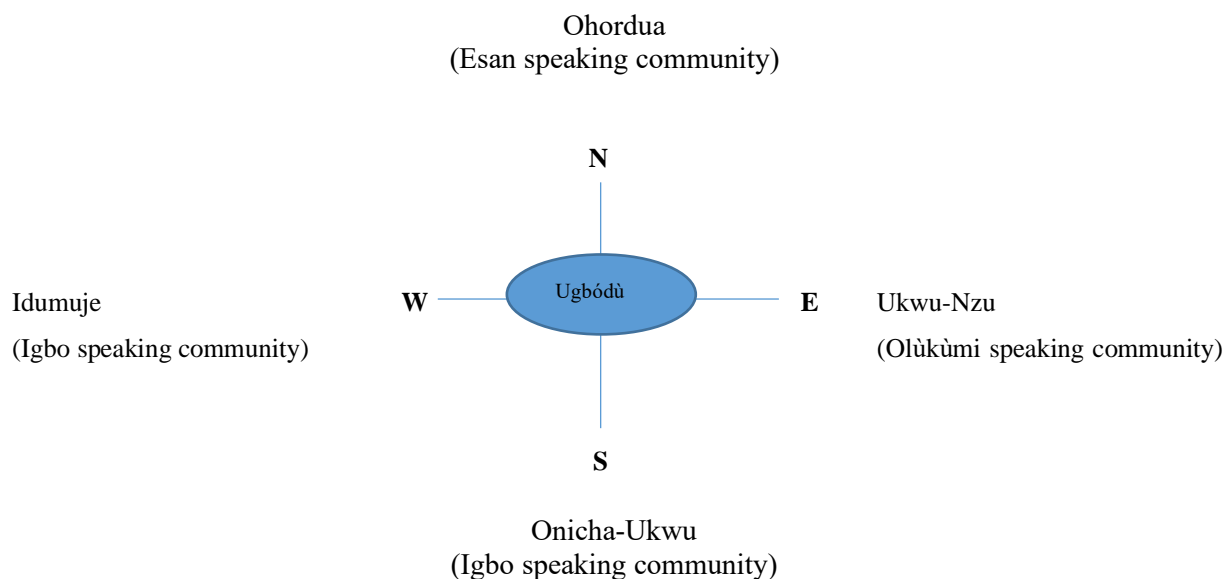 Ohordua
(Esan speaking community)
N
Ugbódù
Idumuje
W
E
Ukwu-Nzu
(Igbo speaking community)
(Olùkùmi speaking community)
S
Onicha-Ukwu
(Igbo speaking community)